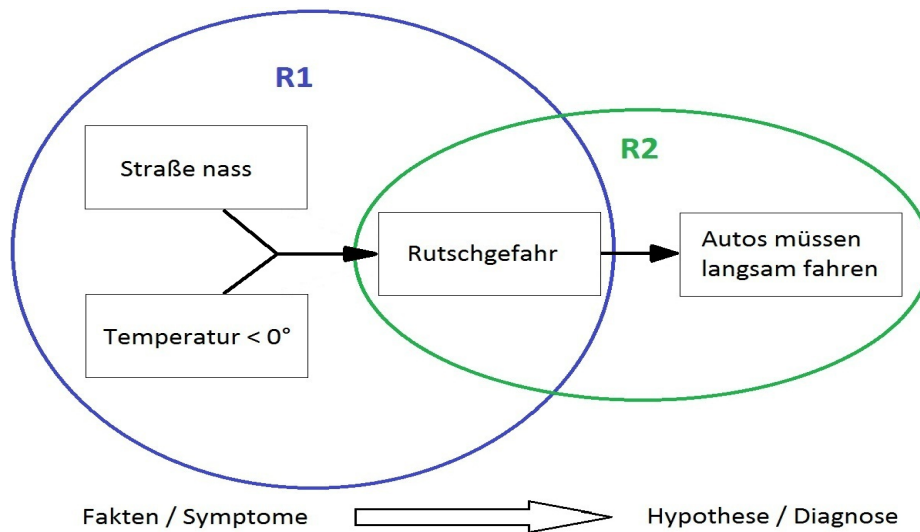 R1
R2
Straße nass
Rutschgefahr
Autos müssen
langsam fahren
Temperatur < 0°
Fakten / Symptome
Hypothese / Diagnose